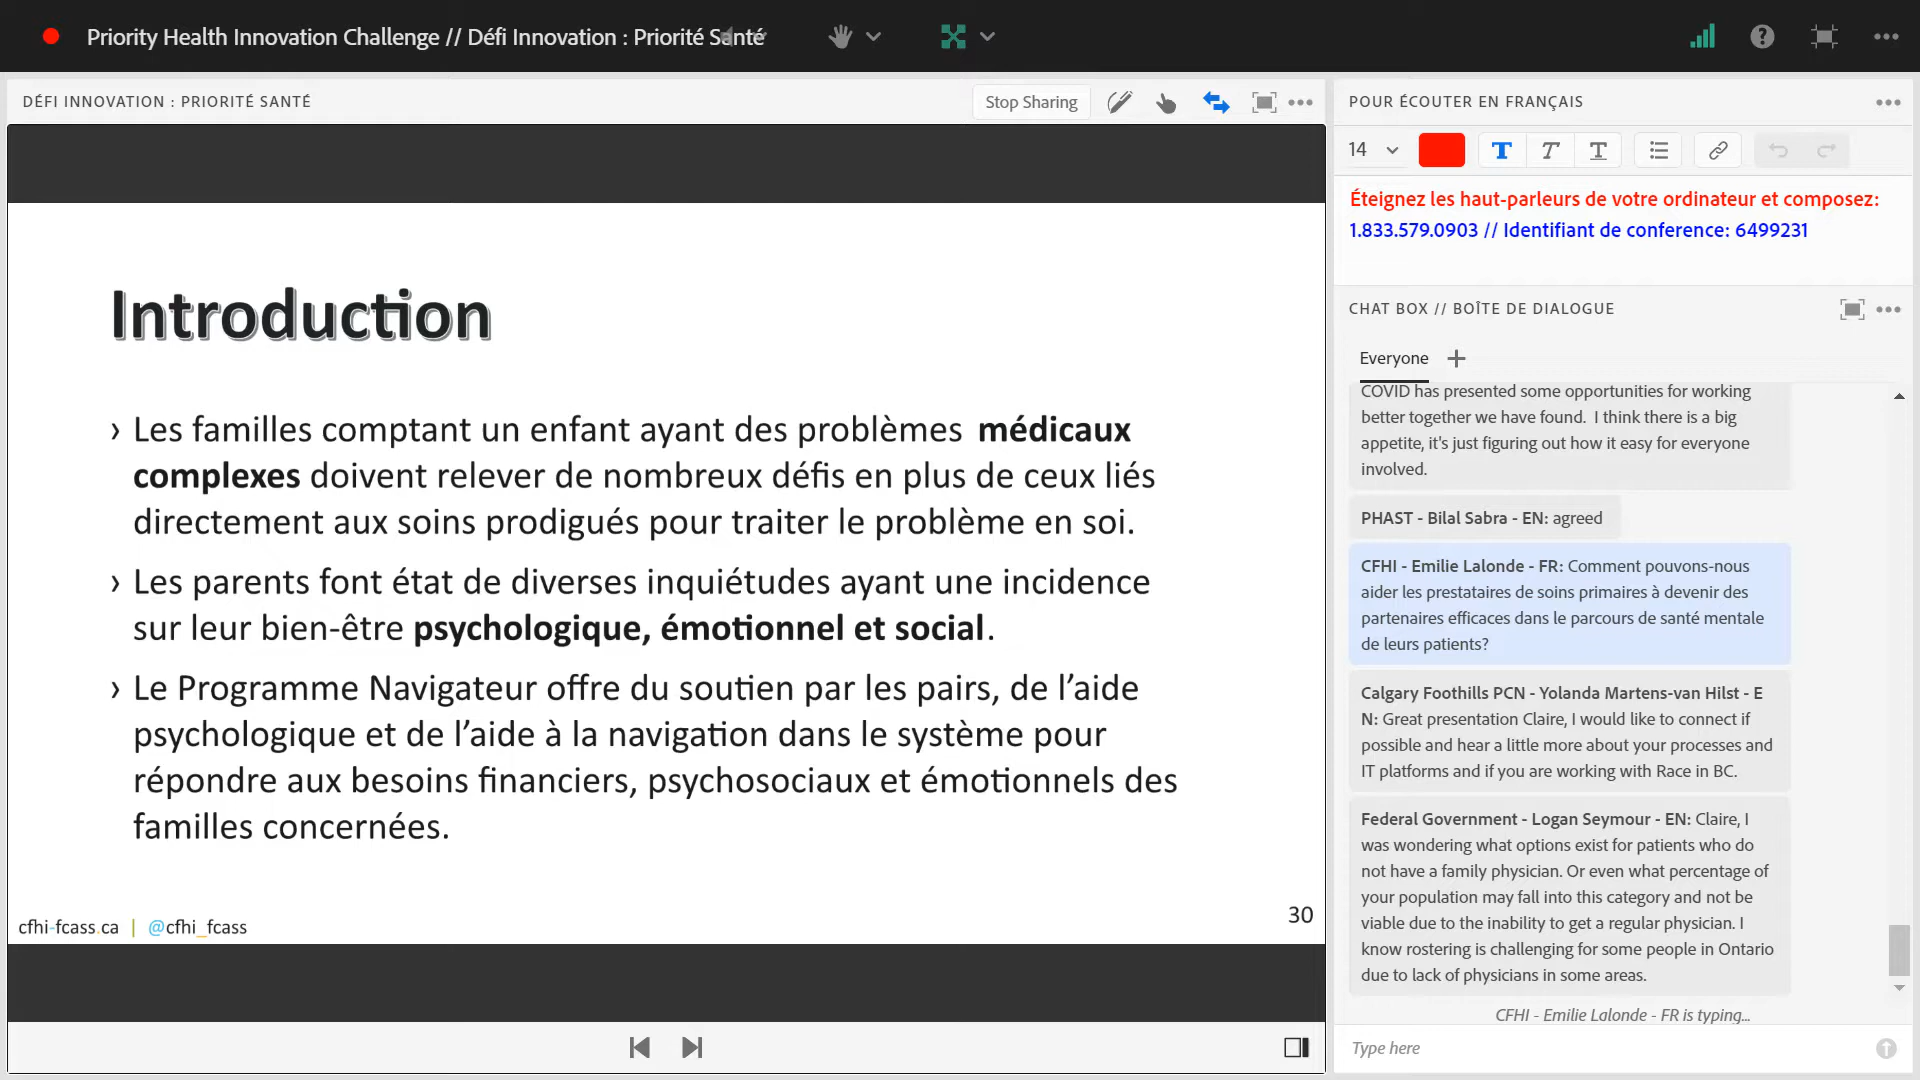 Priority Health Innovation Challenge // Défi Innovation : Priorité Santé
DÉFI INNOVATION : PRIORITÉ SANTÉ
Stop Sharing
Introduction
› Les familles comptant un enfant ayant des problèmes médicaux
complexes doivent relever de nombreux défis en plus de ceux liés
directement aux soins prodigués pour traiter le problème en soi.
› Les parents font état de diverses inquiétudes ayant une incidence
sur leur bien-être psychologique, émotionnel et social.
› Le Programme Navigateur offre du soutien par les pairs, de l’aide
psychologique et de l’aide à la navigation dans le système pour
répondre aux besoins financiers, psychosociaux et émotionnels des
familles concernées.
cfhi-fcass.ca | @cfhi_fcass
30
POUR ÉCOUTER EN FRANÇAIS
14
Éteignez les haut-parleurs de votre ordinateur et composez:
1.833.579.0903 // Identifiant de conference: 6499231
CHAT BOX // BOÎTE DE DIALOGUE
Everyone
COVID has presented some opportunities for working
better together we have found. I think there is a big
appetite, it's just figuring out how it easy for everyone
involved.
PHAST - Bilal Sabra - EN: agreed
CFHI - Emilie Lalonde - FR: Comment pouvons-nous
aider les prestataires de soins primaires à devenir des
partenaires efficaces dans le parcours de santé mentale
de leurs patients?
Calgary Foothills PCN - Yolanda Martens-van Hilst - E
N: Great presentation Claire, I would like to connect if
possible and hear a little more about your processes and
IT platforms and if you are working with Race in BC.
Federal Government - Logan Seymour - EN: Claire, I
was wondering what options exist for patients who do
not have a family physician. Or even what percentage of
your population may fall into this category and not be
viable due to the inability to get a regular physician. I
know rostering is challenging for some people in Ontario
due to lack of physicians in some areas.
CFHI - Emilie Lalonde - FR is typing...
Type here